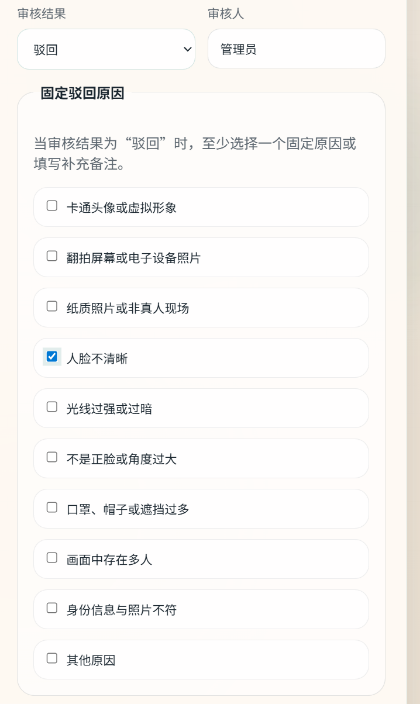 审核结果
审核人
驳回
管理员
固定驳回原因
当审核结果为“驳回”时，至少选择一个固定原因或
填写补充备注。
卡通头像或虚拟形象
翻拍屏幕或电子设备照片
纸质照片或非真人现场
人脸不清晰
光线过强或过暗
不是正脸或角度过大
口罩、帽子或遮挡过多
画面中存在多人
身份信息与照片不符
其他原因